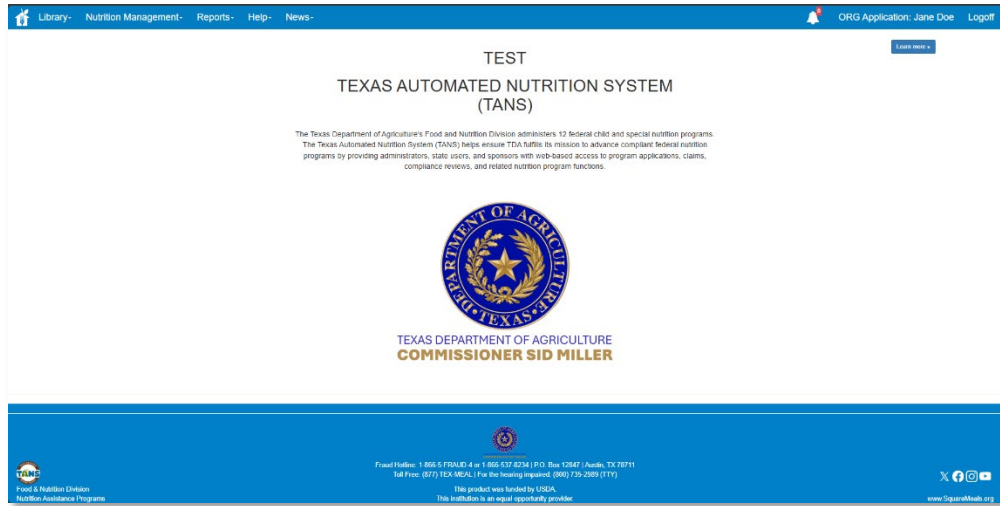 Library- Nutrition Management- Reports- Help- News- ORG Application: Jane Doe Logoff
Learn more »
TEST
TEXAS AUTOMATED NUTRITION SYSTEM
(TANS)
The Texas Department of Agriculture's Food and Nutrition Division administers 12 federal child and special nutrition programs.
The Texas Automated Nutrition System (TANS) helps ensure TDA fulfills its mission to advance compliant federal nutrition
programs by providing administrators, state users, and sponsors with web-based access to program applications, claims,
compliance reviews, and related nutrition program functions.
DEPARTMENT OF AGRICULTURE
TEXAS
TEXAS DEPARTMENT OF AGRICULTURE
COMMISSIONER SID MILLER
Fraud Hotline: 1-866-5-FRAUD-4 or 1-866-537-8234 | P.O. Box 12847 | Austin, TX 78711
Toll Free: (877) TEX-MEAL | For the hearing impaired: (800) 735-2989 (TTY)
TANS
Food & Nutrition Division
Nutrition Assistance Programs
This product was funded by USDA.
This institution is an equal opportunity provider.
www.SquareMeals.org